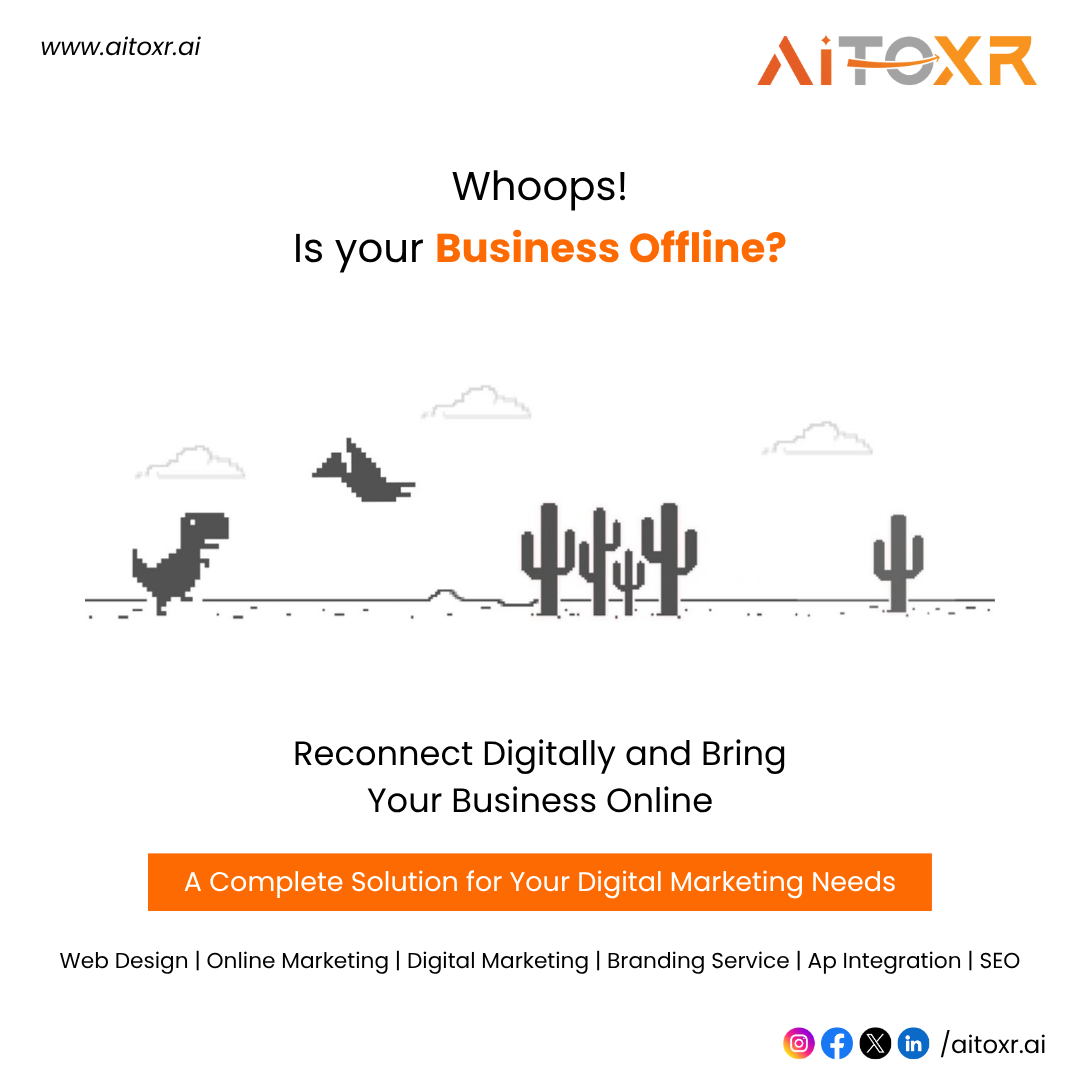 www.aitoxr.ai
AiTOXR
Whoops!
Is your Business Offline?
Reconnect Digitally and Bring
Your Business Online
A Complete Solution for Your Digital Marketing Needs
Web Design | Online Marketing | Digital Marketing | Branding Service | Ap Integration | SEO
/aitoxr.ai